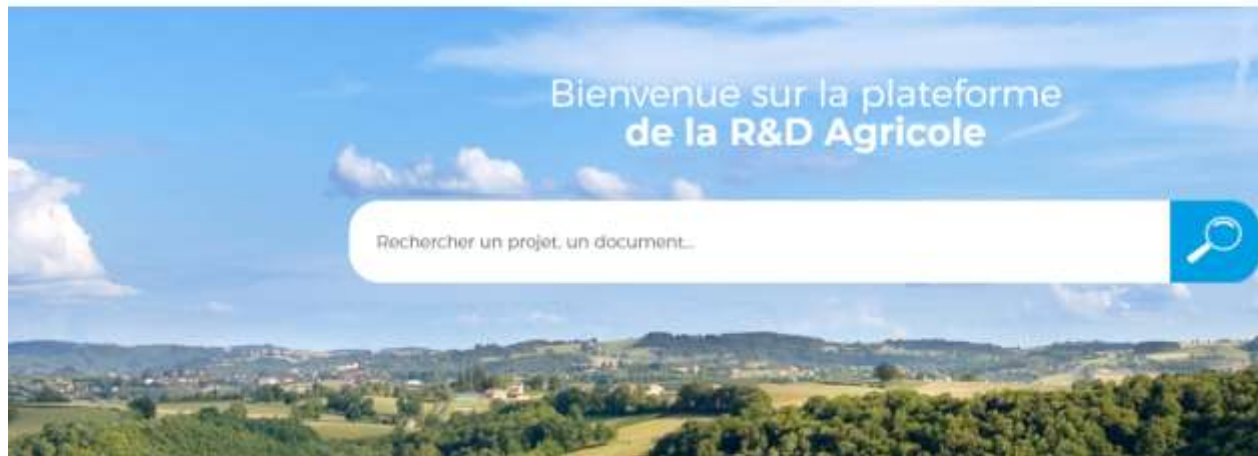 Bienvenue sur la plateforme
de la R&D Agricole
Rechercher un projet, un document...